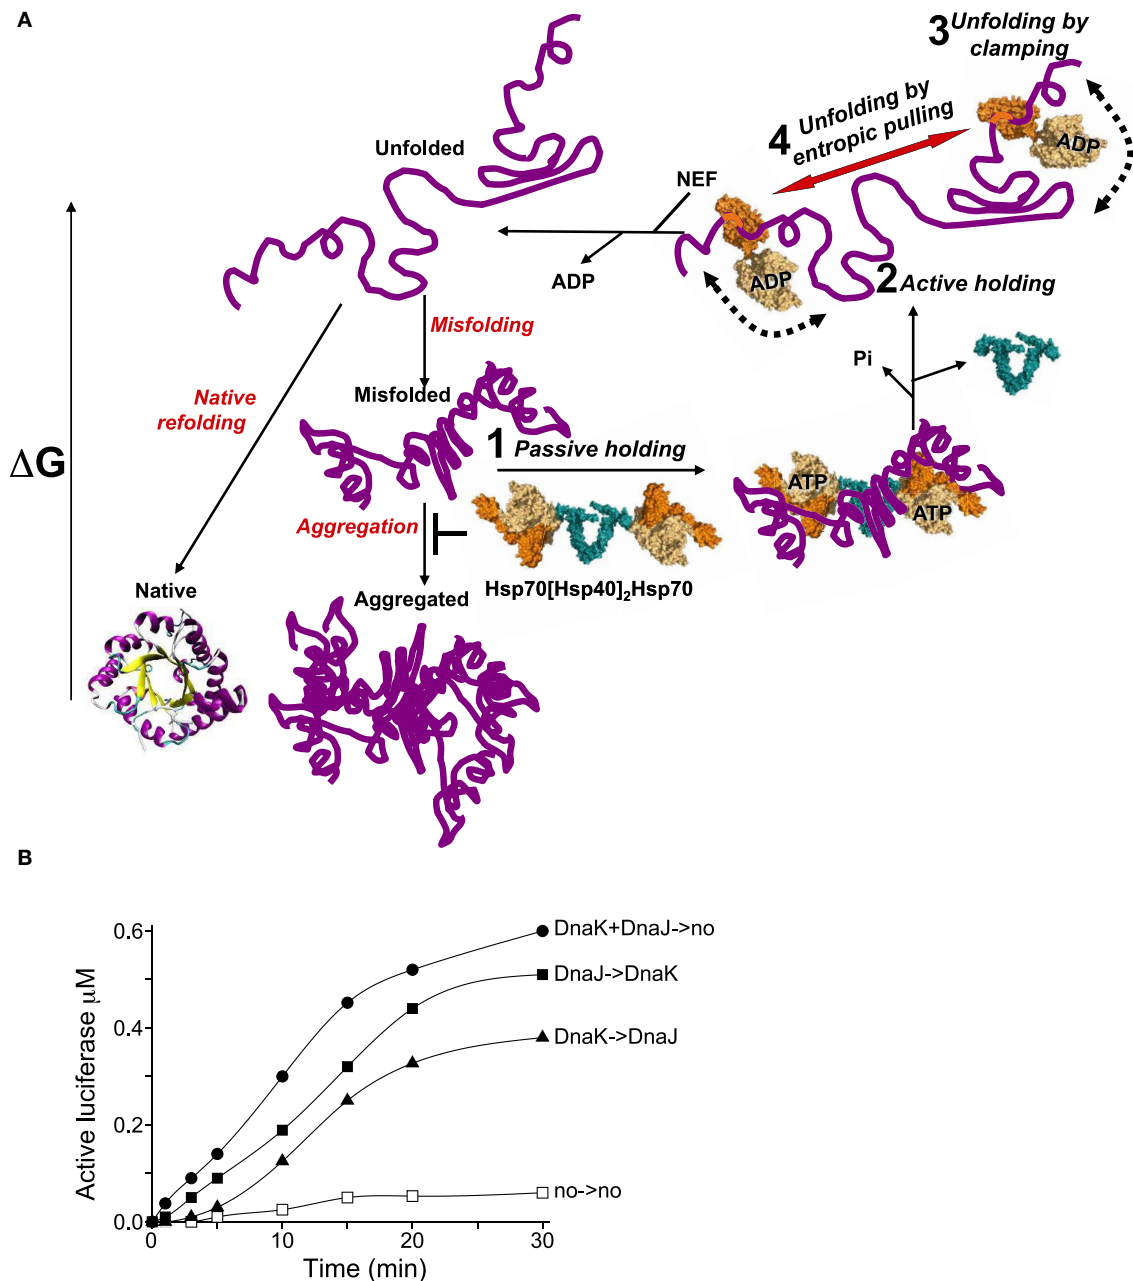 A
3 Unfolding by
clamping
4 Unfolding by
entropic pulling
Unfolded
ADP
NEF
ADP
ADP
2 Active holding
Misfolding
Pi
Misfolded
Native
refolding
1 Passive holding
ΔG
ATP
ATP
Aggregation
Hsp70[Hsp40]2Hsp70
Native
Aggregated
B
Active luciferase μM
0.6
0.4
0.2
0.0
DnaK+DnaJ->no
DnaJ->DnaK
DnaK->DnaJ
no->no
0
10
20
30
Time (min)